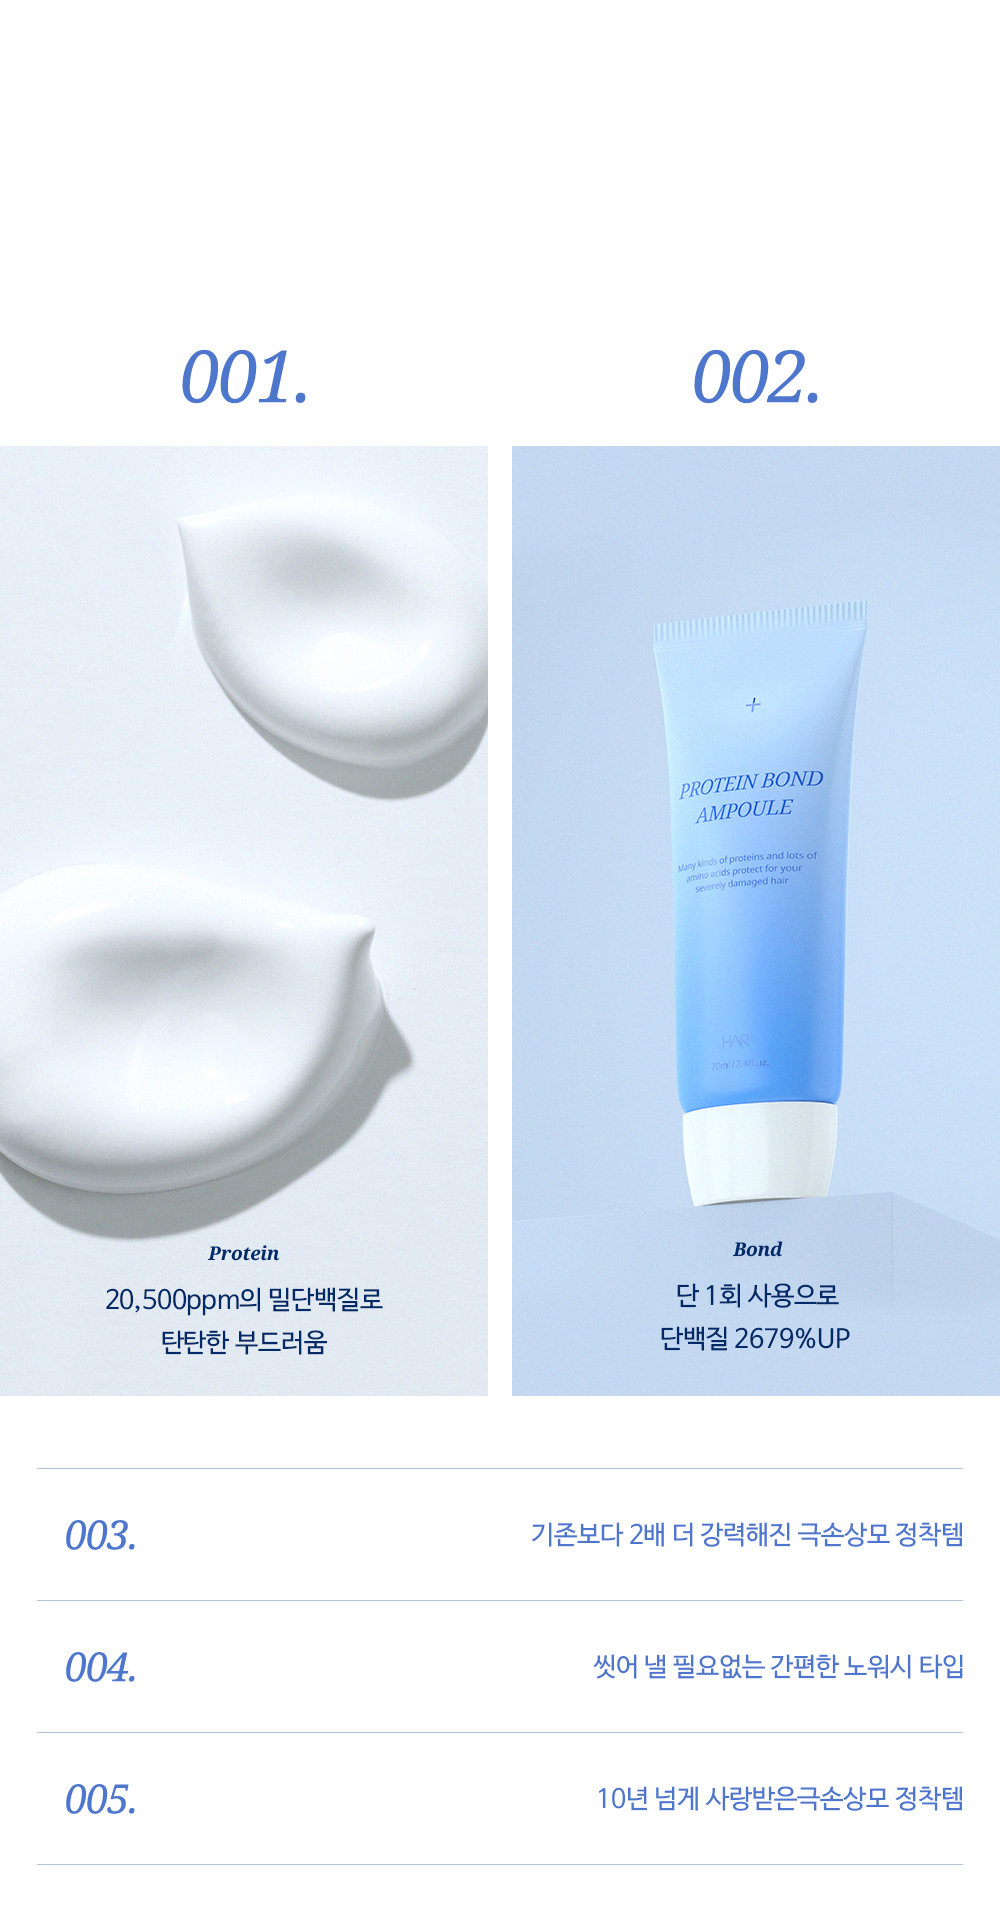 001.
Protein
20,500ppm의 밀단백질로
탄탄한 부드러움
002.
+
PROTEIN BOND
AMPOULE
Many kinds of proteins and lots of
amino acids protect for your
severely damaged hair
70ml/2.4fl.oz.
Bond
단 1회 사용으로
단백질 2679%UP
003.
기존보다 2배 더 강력해진 극손상모 정착템
004.
씻어 낼 필요없는 간편한 노워시 타입
005.
10년 넘게 사랑받은극손상모 정착템